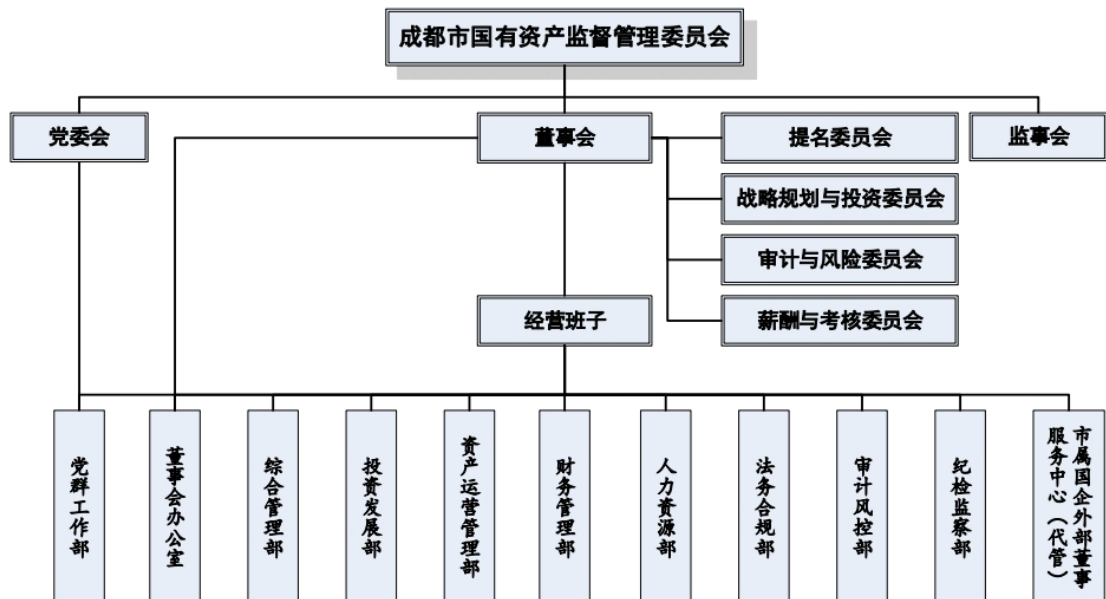 成都市国有资产监督管理委员会
党委会
董事会
提名委员会
监事会
战略规划与投资委员会
审计与风险委员会
经营班子
薪酬与考核委员会
党群工作部
董事会办公室
综合管理部
投资发展部
资产运营管理部
财务管理部
人力资源部
法务合规部
审计风控部
纪检监察部
市属国企外部董事
服务中心（代管）